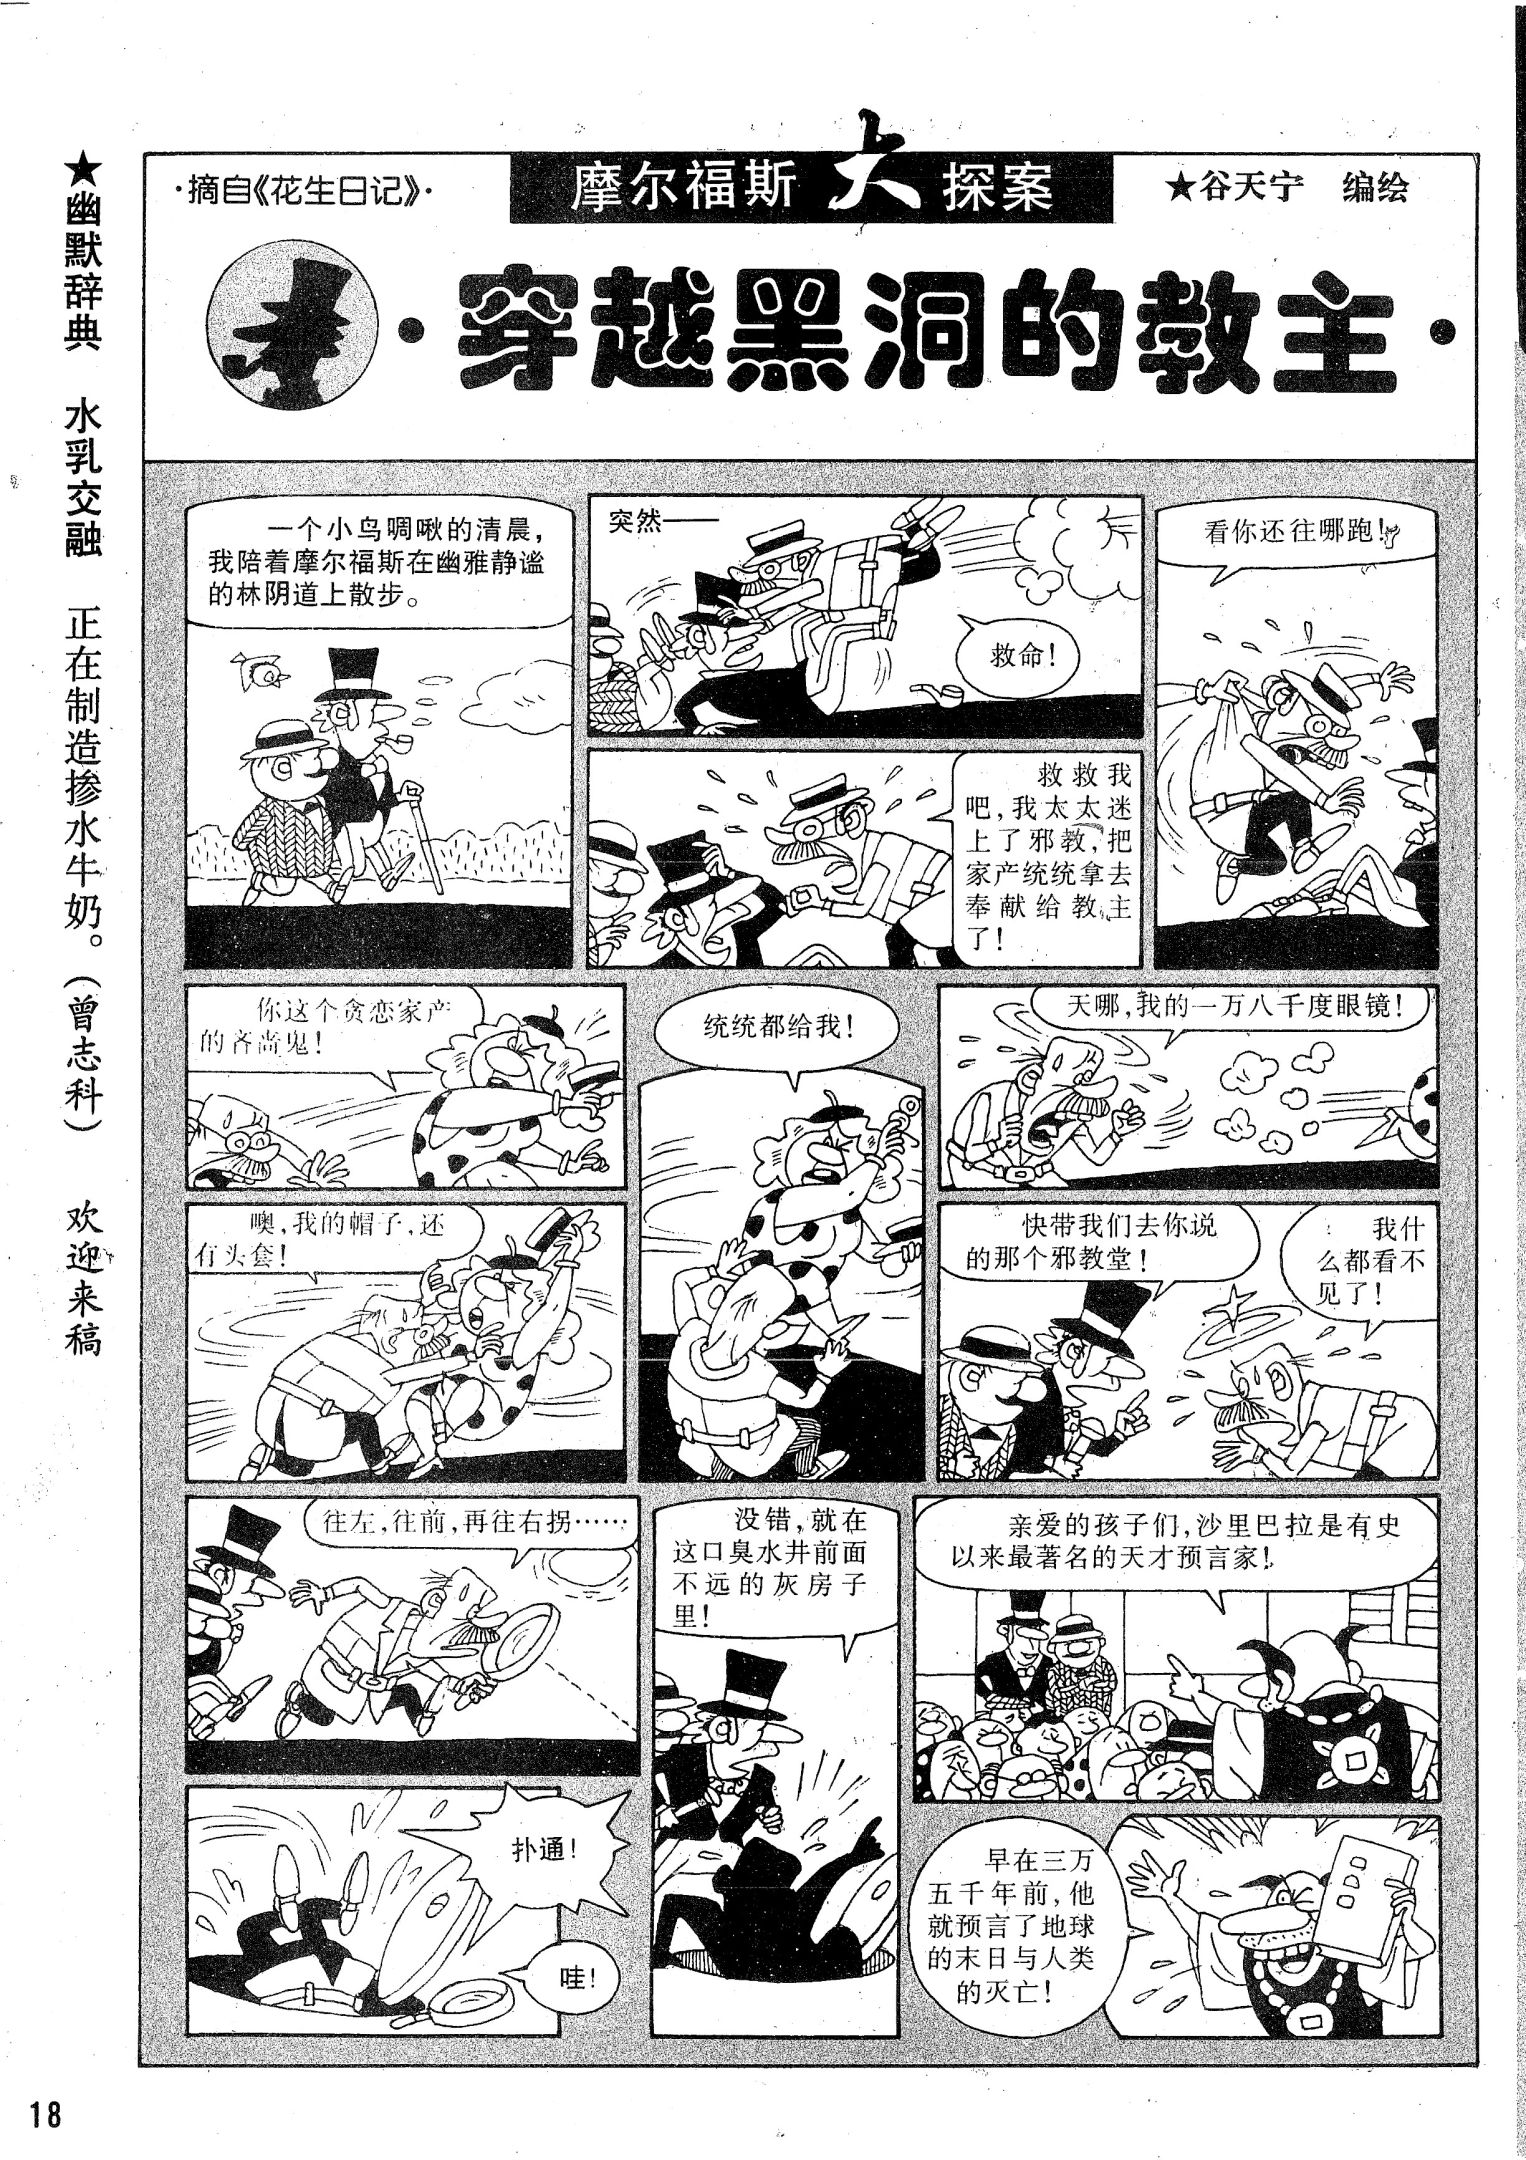 ·摘自《花生日记》·
摩尔福斯大探案
★谷天宁 编绘
·穿越黑洞的教主·
一个小鸟啁啾的清晨，
我陪着摩尔福斯在幽雅静谧
的林阴道上散步。
突然——
救命！
看你还往哪跑！
救救我
吧，我太太迷
上了邪教，把
家产统统拿去
奉献给教主
了！
你这个贪恋家产
的吝啬鬼！
噢，我的帽子，还
有头套！
统统都给我！
天哪，我的一万八千度眼镜！
快带我们去你说
的那个邪教堂！
我什
么都看不
见了！
往左，往前，再往右拐……
扑通！
哇！
没错，就在
这口臭水井前面
不远的灰房子
里！
亲爱的孩子们，沙里巴拉是有史
以来最著名的天才预言家！
早在三万
五千年前，他
就预言了地球
的末日与人类
的灭亡！
★幽默辞典 水乳交融 正在制造掺水牛奶。（曾志科） 欢迎来稿
18